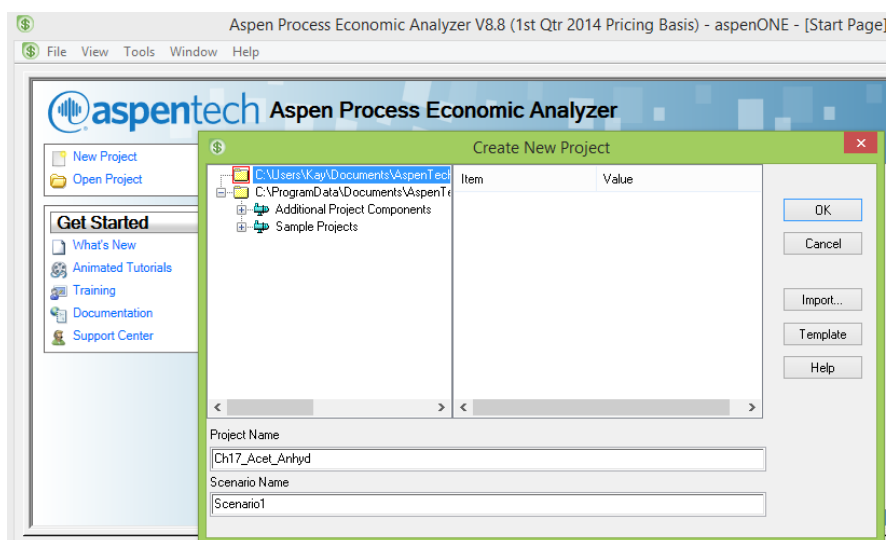 Aspen Process Economic Analyzer V8.8 (1st Qtr 2014 Pricing Basis) - aspenONE - [Start Page]
File View Tools Window Help
aspentech Aspen Process Economic Analyzer
New Project
Open Project
Get Started
What's New
Animated Tutorials
Training
Documentation
Support Center
Create New Project
C:\Users\Kay\Documents\AspenTech
C:\ProgramData\Documents\AspenTe
Additional Project Components
Sample Projects
Item Value
OK
Cancel
Import...
Template
Help
Project Name
Ch17_Acet_Anhyd
Scenario Name
Scenario1